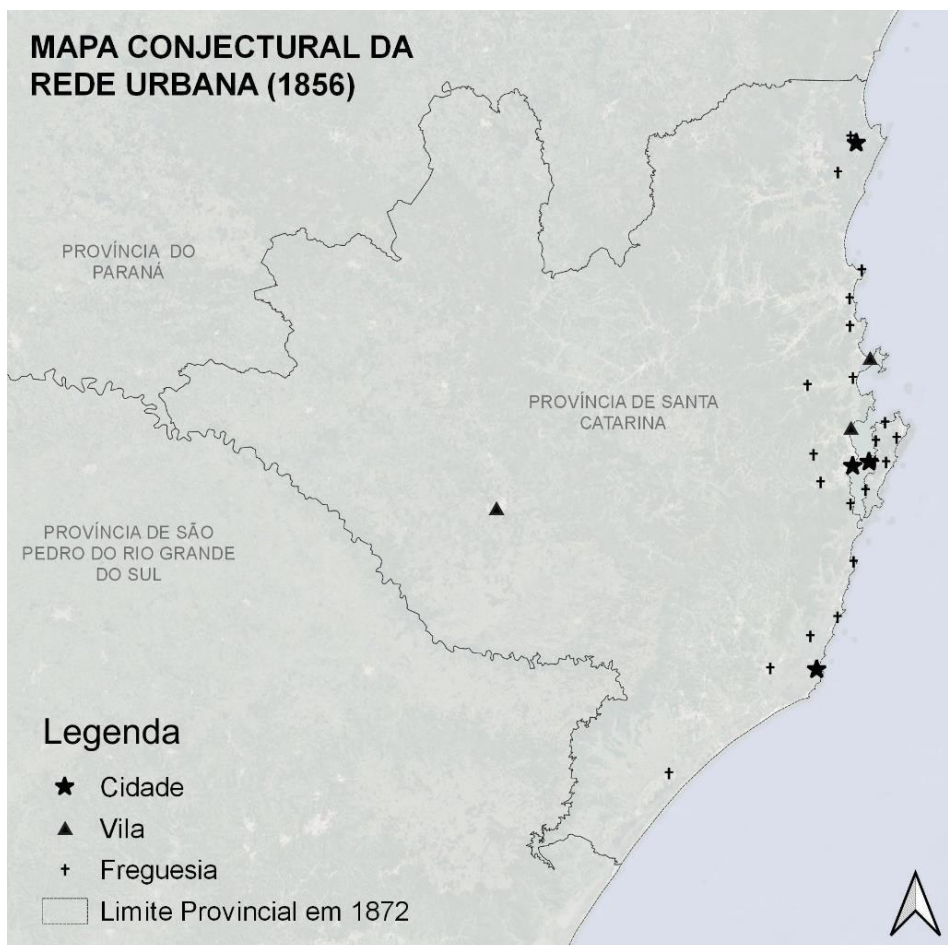 MAPA CONJECTURAL DA
REDE URBANA (1856)
PROVÍNCIA DO
PARANÁ
PROVÍNCIA DE SANTA
CATARINA
PROVÍNCIA DE SÃO
PEDRO DO RIO GRANDE
DO SUL
Legenda
Cidade
Vila
Freguesia
Limite Provincial em 1872